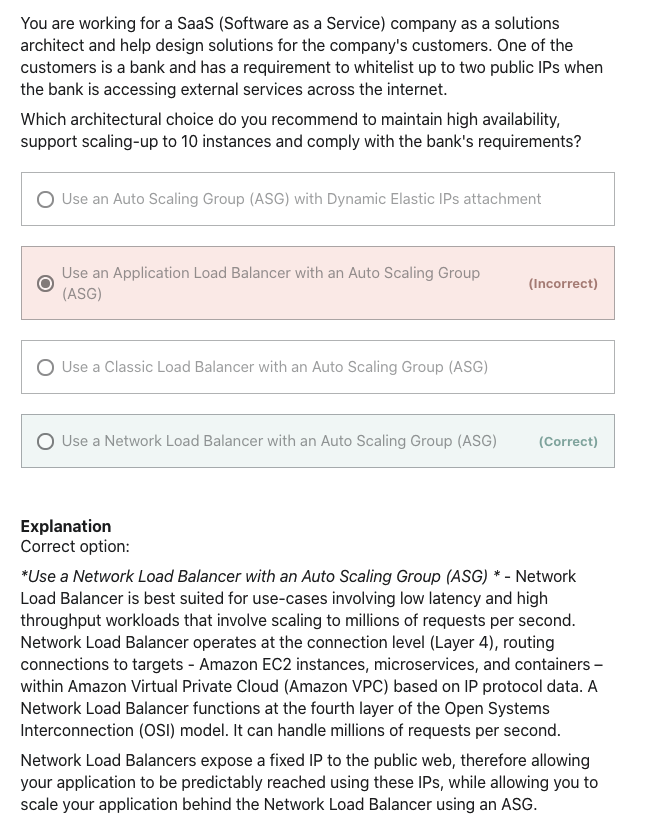 You are working for a SaaS (Software as a Service) company as a solutions
architect and help design solutions for the company's customers. One of the
customers is a bank and has a requirement to whitelist up to two public IPs when
the bank is accessing external services across the internet.
Which architectural choice do you recommend to maintain high availability,
support scaling-up to 10 instances and comply with the bank's requirements?
Use an Auto Scaling Group (ASG) with Dynamic Elastic IPs attachment
Use an Application Load Balancer with an Auto Scaling Group
(ASG)
(Incorrect)
Use a Classic Load Balancer with an Auto Scaling Group (ASG)
Use a Network Load Balancer with an Auto Scaling Group (ASG) (Correct)
Explanation
Correct option:
*Use a Network Load Balancer with an Auto Scaling Group (ASG) * - Network
Load Balancer is best suited for use-cases involving low latency and high
throughput workloads that involve scaling to millions of requests per second.
Network Load Balancer operates at the connection level (Layer 4), routing
connections to targets - Amazon EC2 instances, microservices, and containers –
within Amazon Virtual Private Cloud (Amazon VPC) based on IP protocol data. A
Network Load Balancer functions at the fourth layer of the Open Systems
Interconnection (OSI) model. It can handle millions of requests per second.
Network Load Balancers expose a fixed IP to the public web, therefore allowing
your application to be predictably reached using these IPs, while allowing you to
scale your application behind the Network Load Balancer using an ASG.